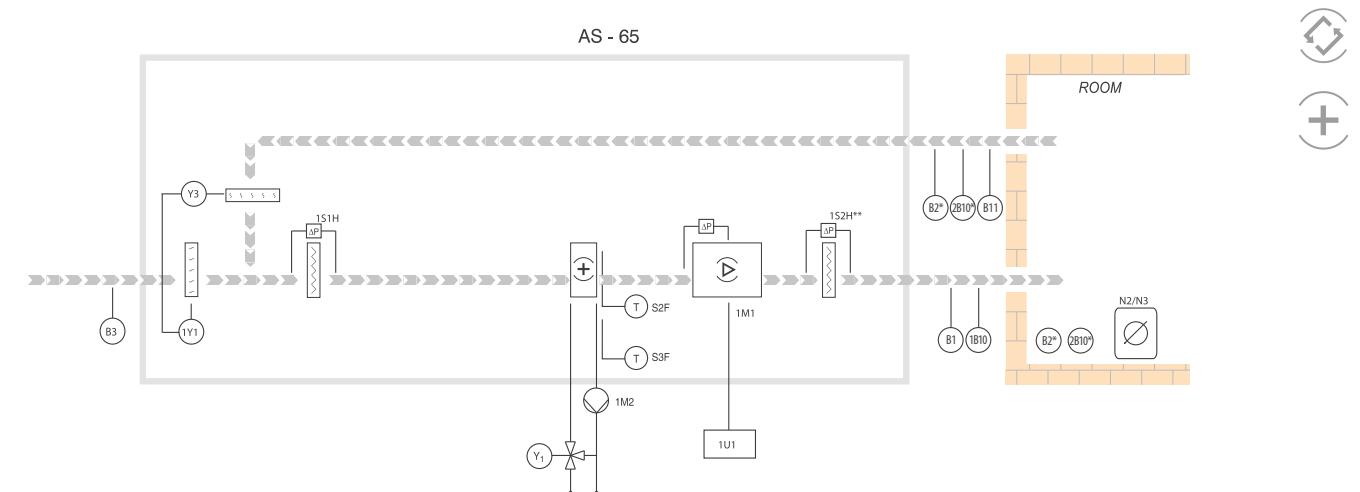 AS - 65
ROOM
Y3
1S1H
ΔP
ΔP
1S2H**
ΔP
B2*
2B10*
B11
B3
1Y1
T
S2F
1M1
N2/N3
B1
1B10
B2*
2B10*
T
S3F
1M2
1U1
Y1